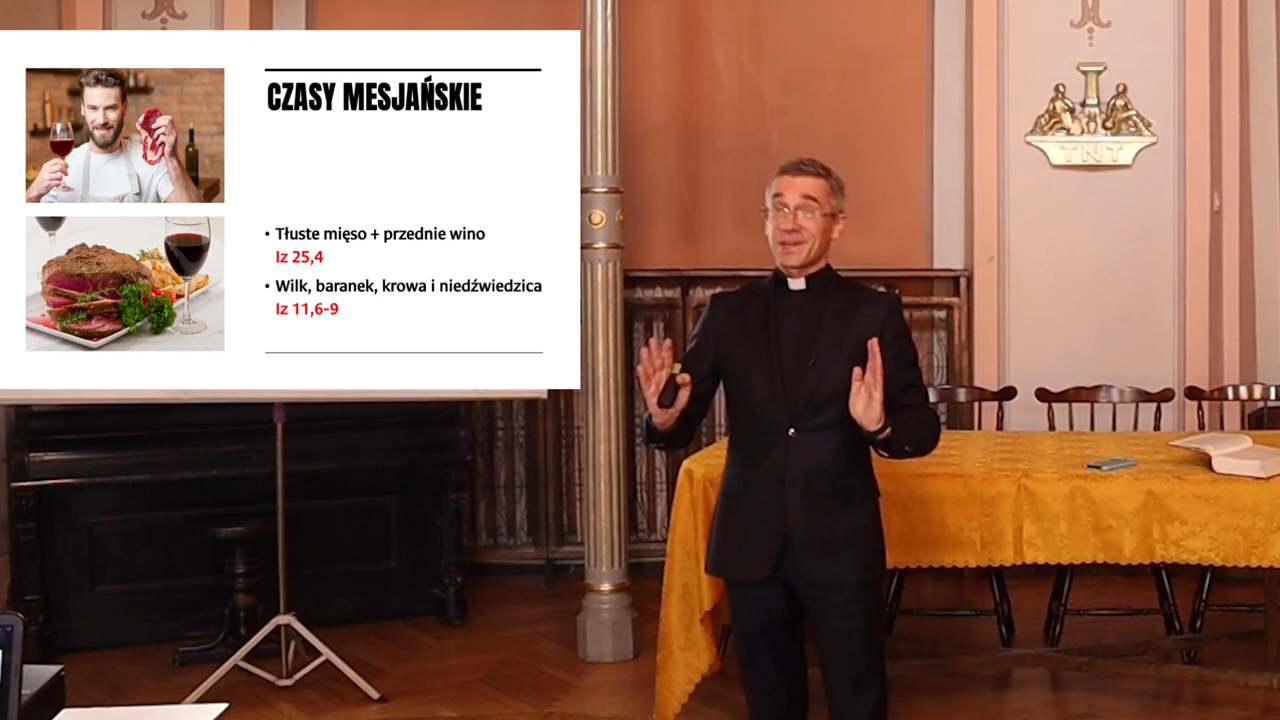 CZASY MESJAŃSKIE
• Tłuste mięso + przednie wino
Iz 25,4
• Wilk, baranek, krowa i niedźwiedzica
Iz 11,6-9
TNT